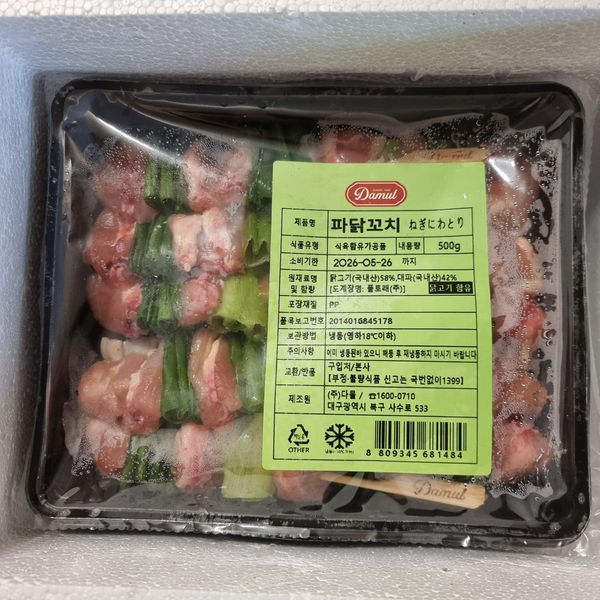 Damul
Damul
제품명 파닭꼬치 ねぎにわとり
식품유형 식육함유가공품 내용량 500g
소비기한 2026-05-26 까지
원재료명 및 함량 닭고기(국내산)58%,대파(국내산)42%
[도계장명: 플토래(주)] 닭고기 함유
포장재질 PP
품목보고번호 2014016845178
보관방법 냉동(영하18℃이하)
주의사항 이미 냉동된바 있으니 해동 후 재냉동하지 마시기 바랍니다
교환/반품 구입처/본사
【부정·불량식품 신고는 국번없이1399】
제조원 (주)다믈 / ☎1600-0710
대구광역시 북구 사수로 533
OTHER
8 809345 681484
Damul